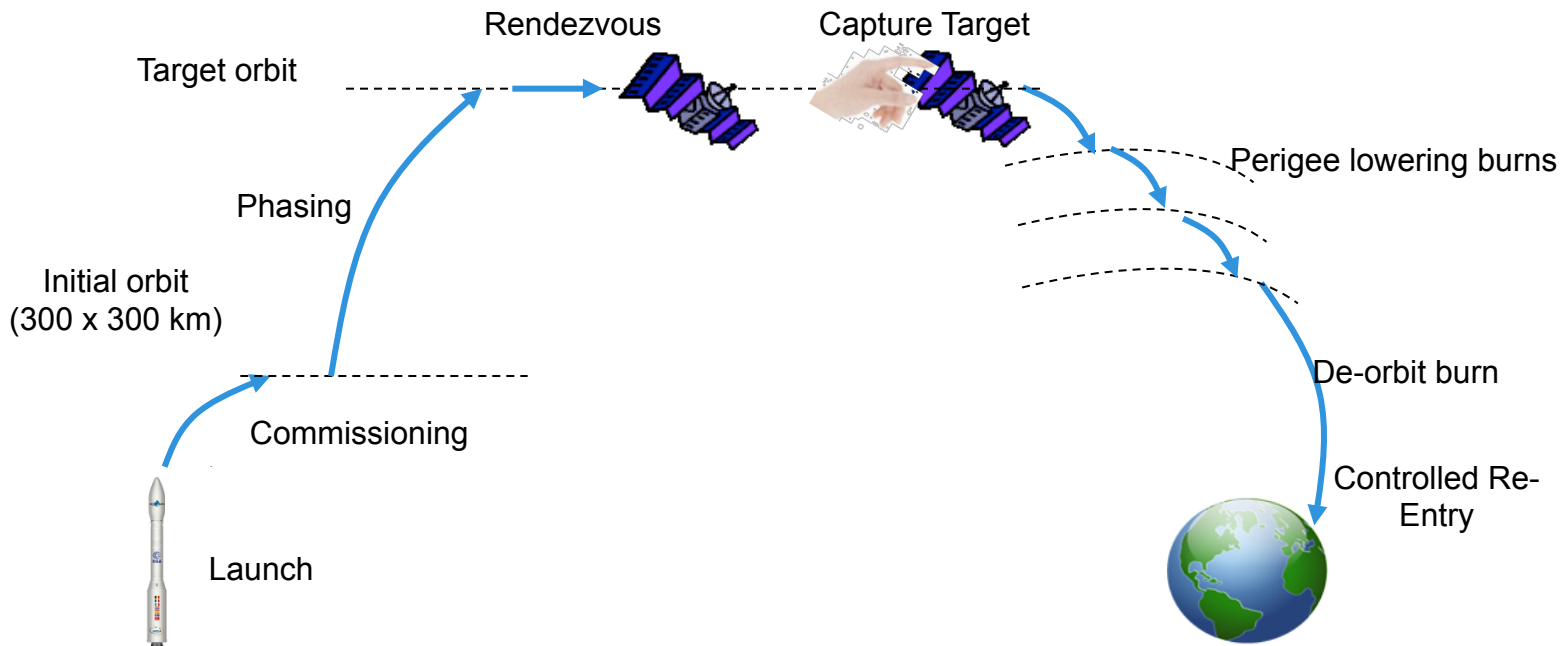 Rendezvous
Capture Target
Target orbit
Perigee lowering burns
Phasing
Initial orbit
(300 x 300 km)
De-orbit burn
Commissioning
Controlled Re-
Entry
Launch